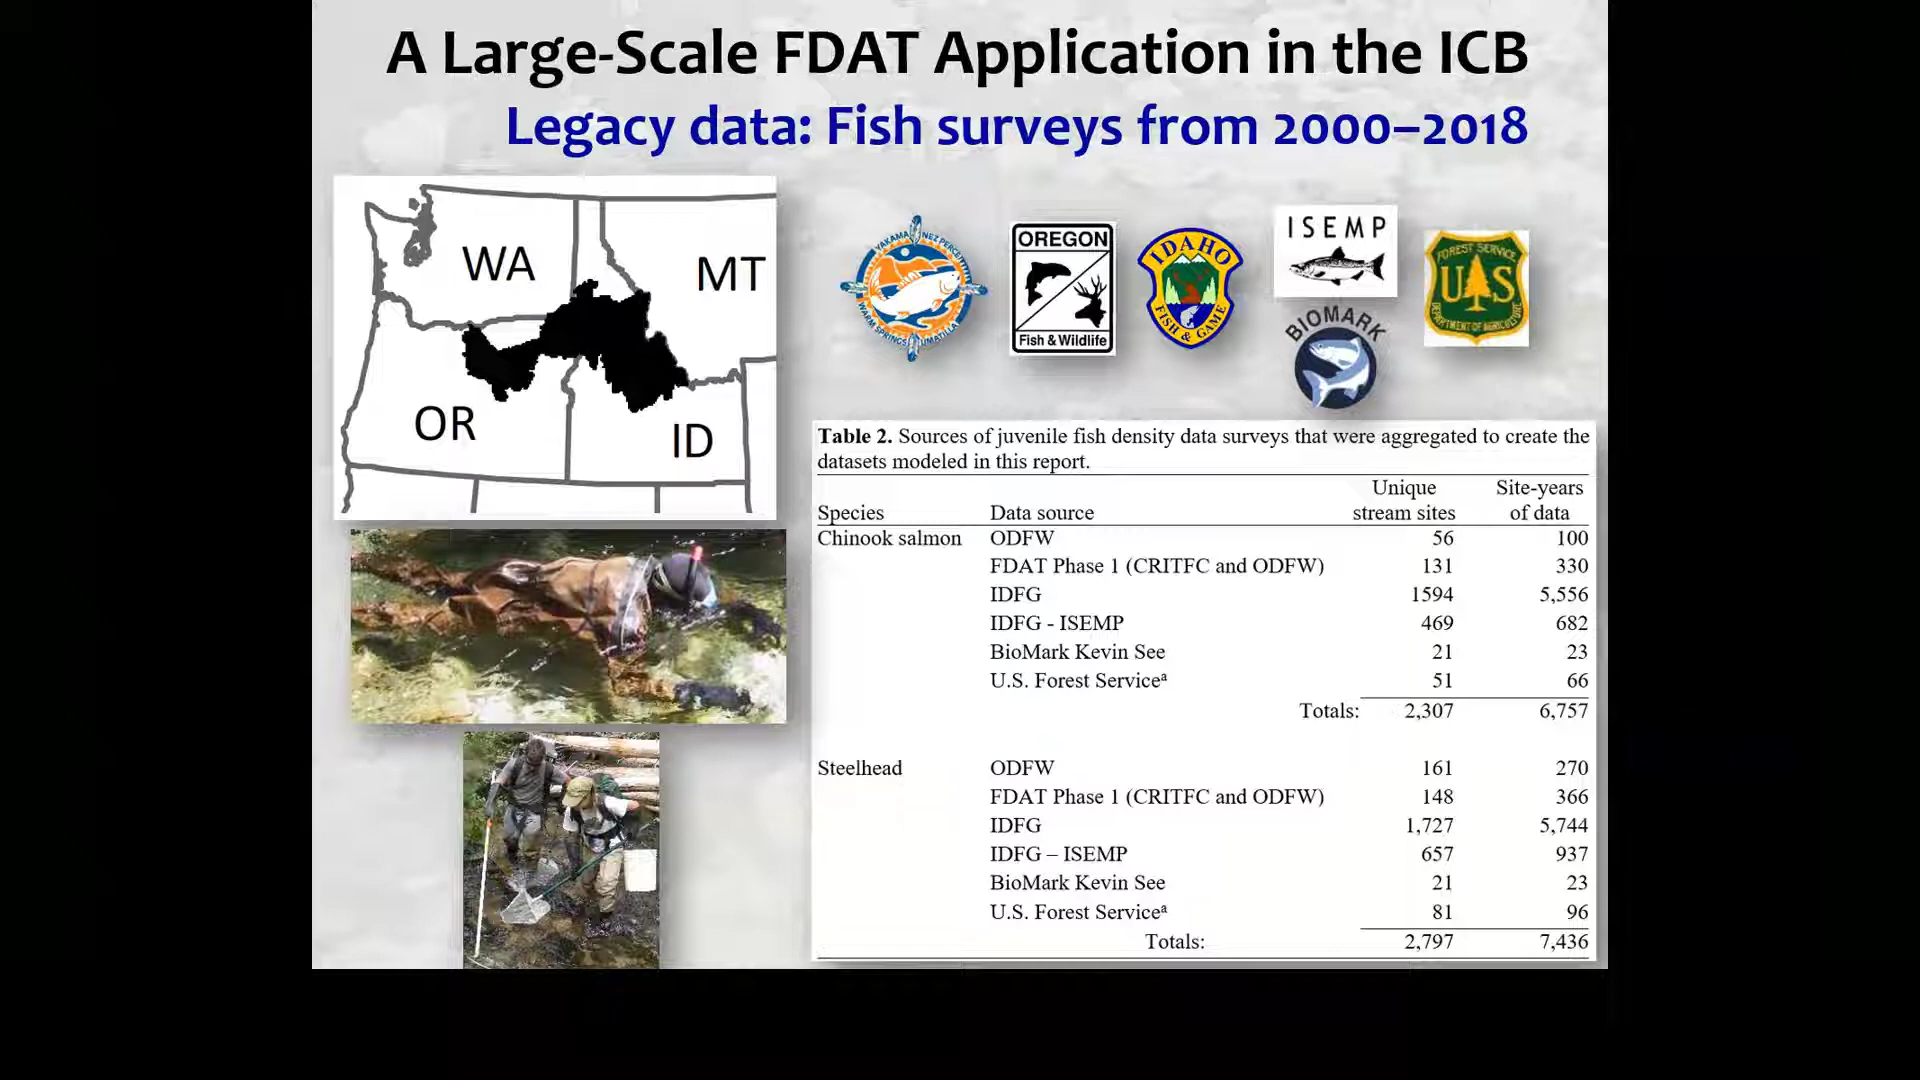 A Large-Scale FDAT Application in the ICB
Legacy data: Fish surveys from 2000–2018
WA
MT
OR
ID
YAKAMA NEZ PERCE
WARM SPRINGS UMATILLA
OREGON
Fish & Wildlife
IDAHO
FISH & GAME
ISEMP
BIOMARK
FOREST SERVICE
U S
DEPARTMENT OF AGRICULTURE
Table 2. Sources of juvenile fish density data surveys that were aggregated to create the
datasets modeled in this report.
Unique Site-years
Species Data source stream sites of data
Chinook salmon ODFW 56 100
FDAT Phase 1 (CRITFC and ODFW) 131 330
IDFG 1594 5,556
IDFG - ISEMP 469 682
BioMark Kevin See 21 23
U.S. Forest Serviceᵃ 51 66
Totals: 2,307 6,757
Steelhead ODFW 161 270
FDAT Phase 1 (CRITFC and ODFW) 148 366
IDFG 1,727 5,744
IDFG – ISEMP 657 937
BioMark Kevin See 21 23
U.S. Forest Serviceᵃ 81 96
Totals: 2,797 7,436